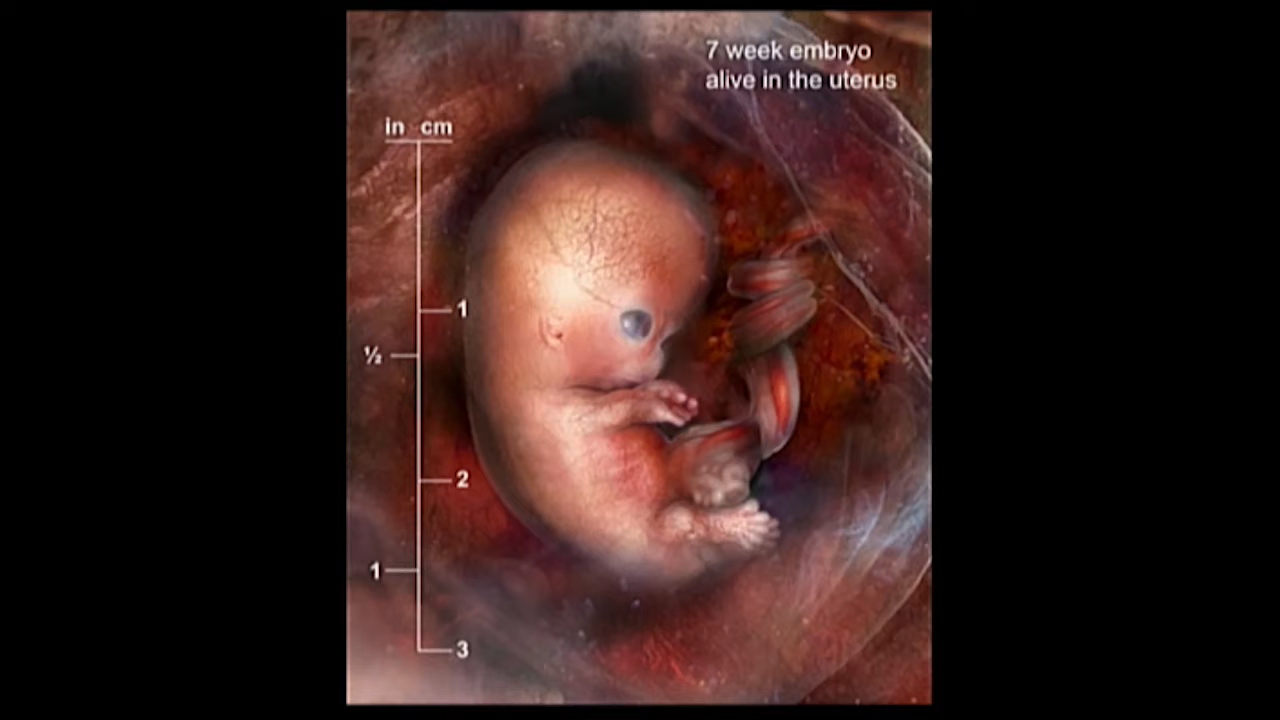 7 week embryo
alive in the uterus
in cm
1
½
2
1
3